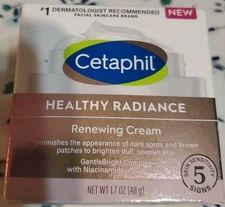 #1 DERMATOLOGIST RECOMMENDED
FACIAL SKINCARE BRAND
NEW
Cetaphil
HEALTHY RADIANCE
Renewing Cream
Diminishes the appearance of dark spots and brown
patches to brighten dull, uneven skin
GentleBright Complex
with Niacinamide
SKIN SENSITIVITY
5
SIGNS
NET WT 1.7 OZ (48 g)